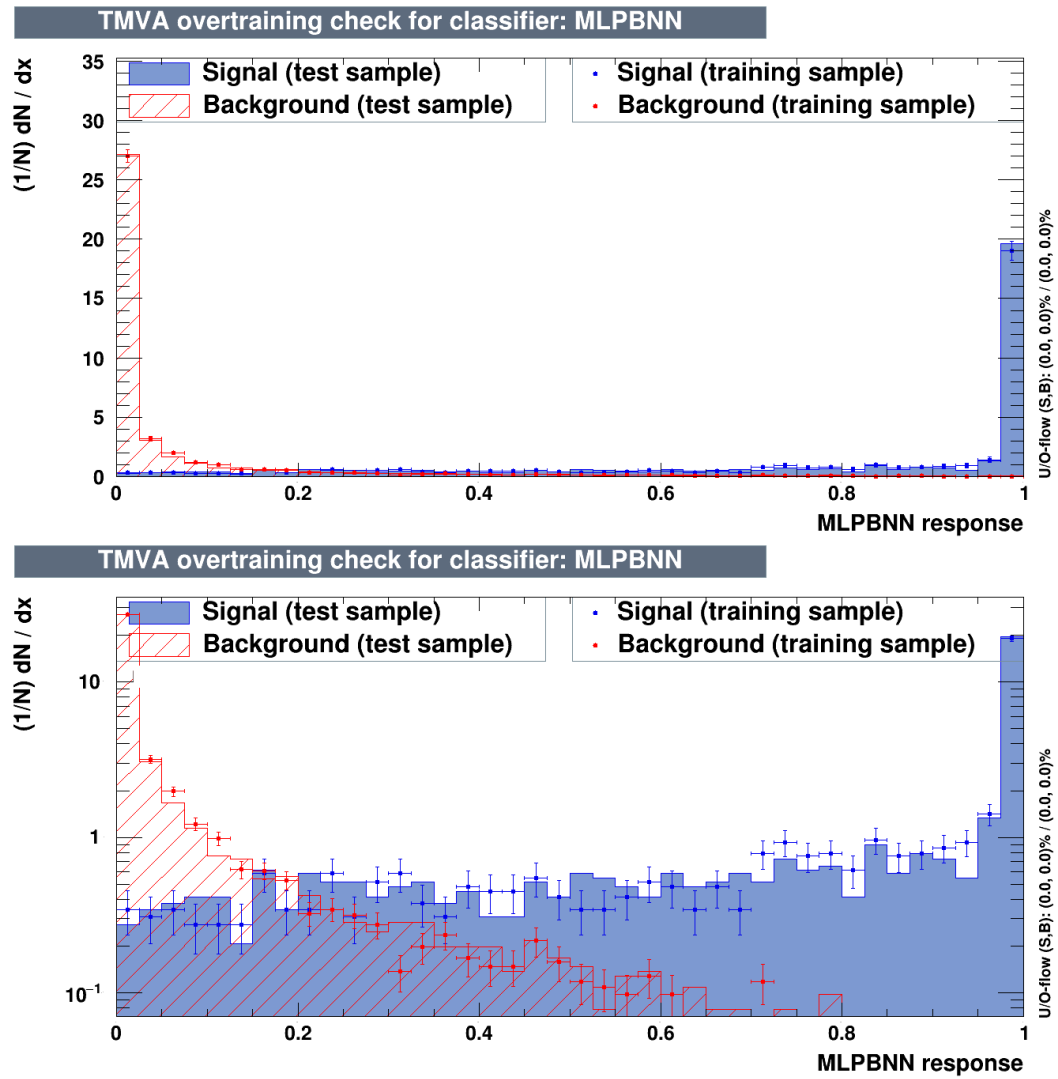 TMVA overtraining check for classifier: MLPBNN
Signal (test sample)
Background (test sample)
Signal (training sample)
Background (training sample)
(1/N) dN / dx
35
30
25
20
15
10
5
0
0 0.2 0.4 0.6 0.8 1
MLPBNN response
U/O-flow (S,B): (0.0, 0.0)% / (0.0, 0.0)%
TMVA overtraining check for classifier: MLPBNN
Signal (test sample)
Background (test sample)
Signal (training sample)
Background (training sample)
(1/N) dN / dx
10
1
10⁻¹
0 0.2 0.4 0.6 0.8 1
MLPBNN response
U/O-flow (S,B): (0.0, 0.0)% / (0.0, 0.0)%